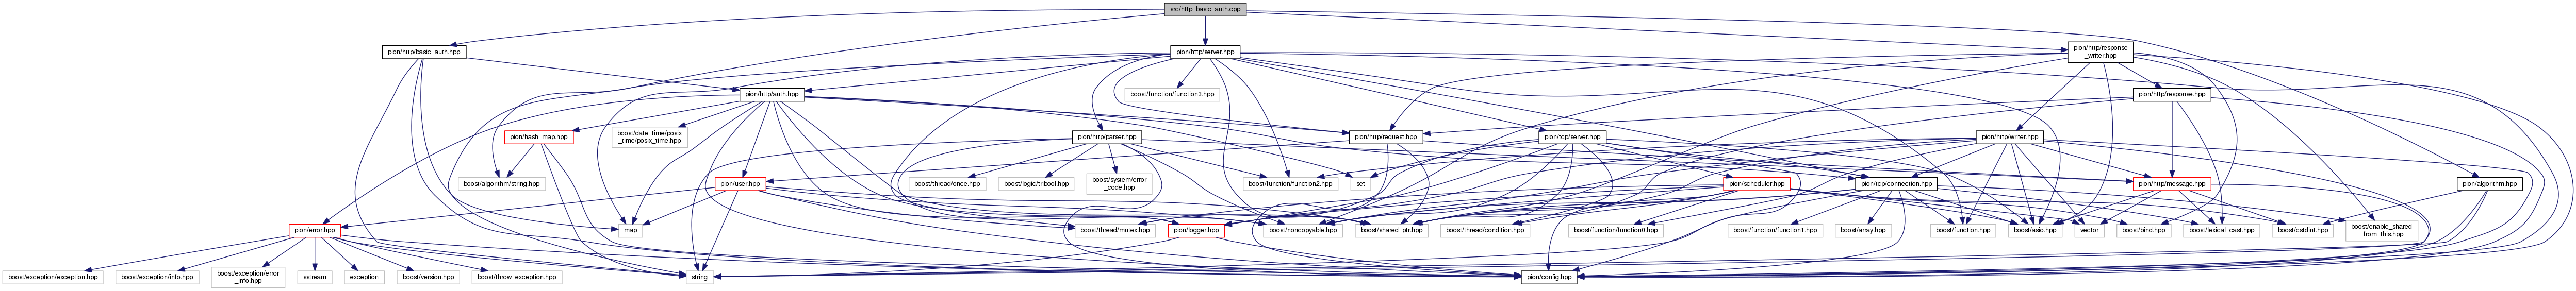 src/http_basic_auth.cpp
pion/http/basic_auth.hpp
pion/http/server.hpp
pion/http/response
_writer.hpp
pion/http/auth.hpp
boost/function/function3.hpp
pion/http/response.hpp
pion/hash_map.hpp
boost/date_time/posix
_time/posix_time.hpp
pion/http/parser.hpp
pion/http/request.hpp
pion/tcp/server.hpp
pion/http/writer.hpp
boost/algorithm/string.hpp
pion/user.hpp
boost/thread/once.hpp
boost/logic/tribool.hpp
boost/system/error
_code.hpp
boost/function/function2.hpp
set
pion/scheduler.hpp
pion/tcp/connection.hpp
pion/http/message.hpp
pion/algorithm.hpp
pion/error.hpp
map
boost/thread/mutex.hpp
pion/logger.hpp
boost/noncopyable.hpp
boost/shared_ptr.hpp
boost/thread/condition.hpp
boost/function/function0.hpp
boost/function/function1.hpp
boost/array.hpp
boost/function.hpp
boost/asio.hpp
vector
boost/bind.hpp
boost/lexical_cast.hpp
boost/cstdint.hpp
boost/enable_shared
_from_this.hpp
boost/exception/exception.hpp
boost/exception/info.hpp
boost/exception/error
_info.hpp
sstream
exception
boost/version.hpp
boost/throw_exception.hpp
string
pion/config.hpp